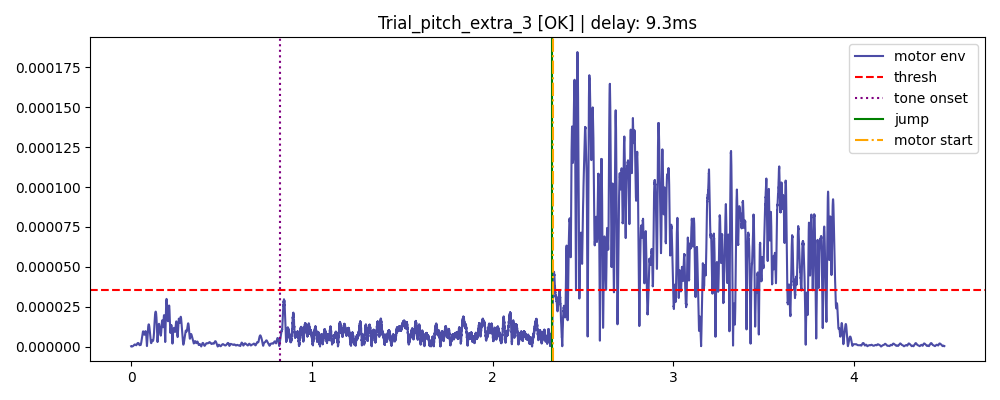 Trial_pitch_extra_3 [OK] | delay: 9.3ms
motor env
thresh
tone onset
jump
motor start
0.000175
0.000150
0.000125
0.000100
0.000075
0.000050
0.000025
0.000000
0 1 2 3 4